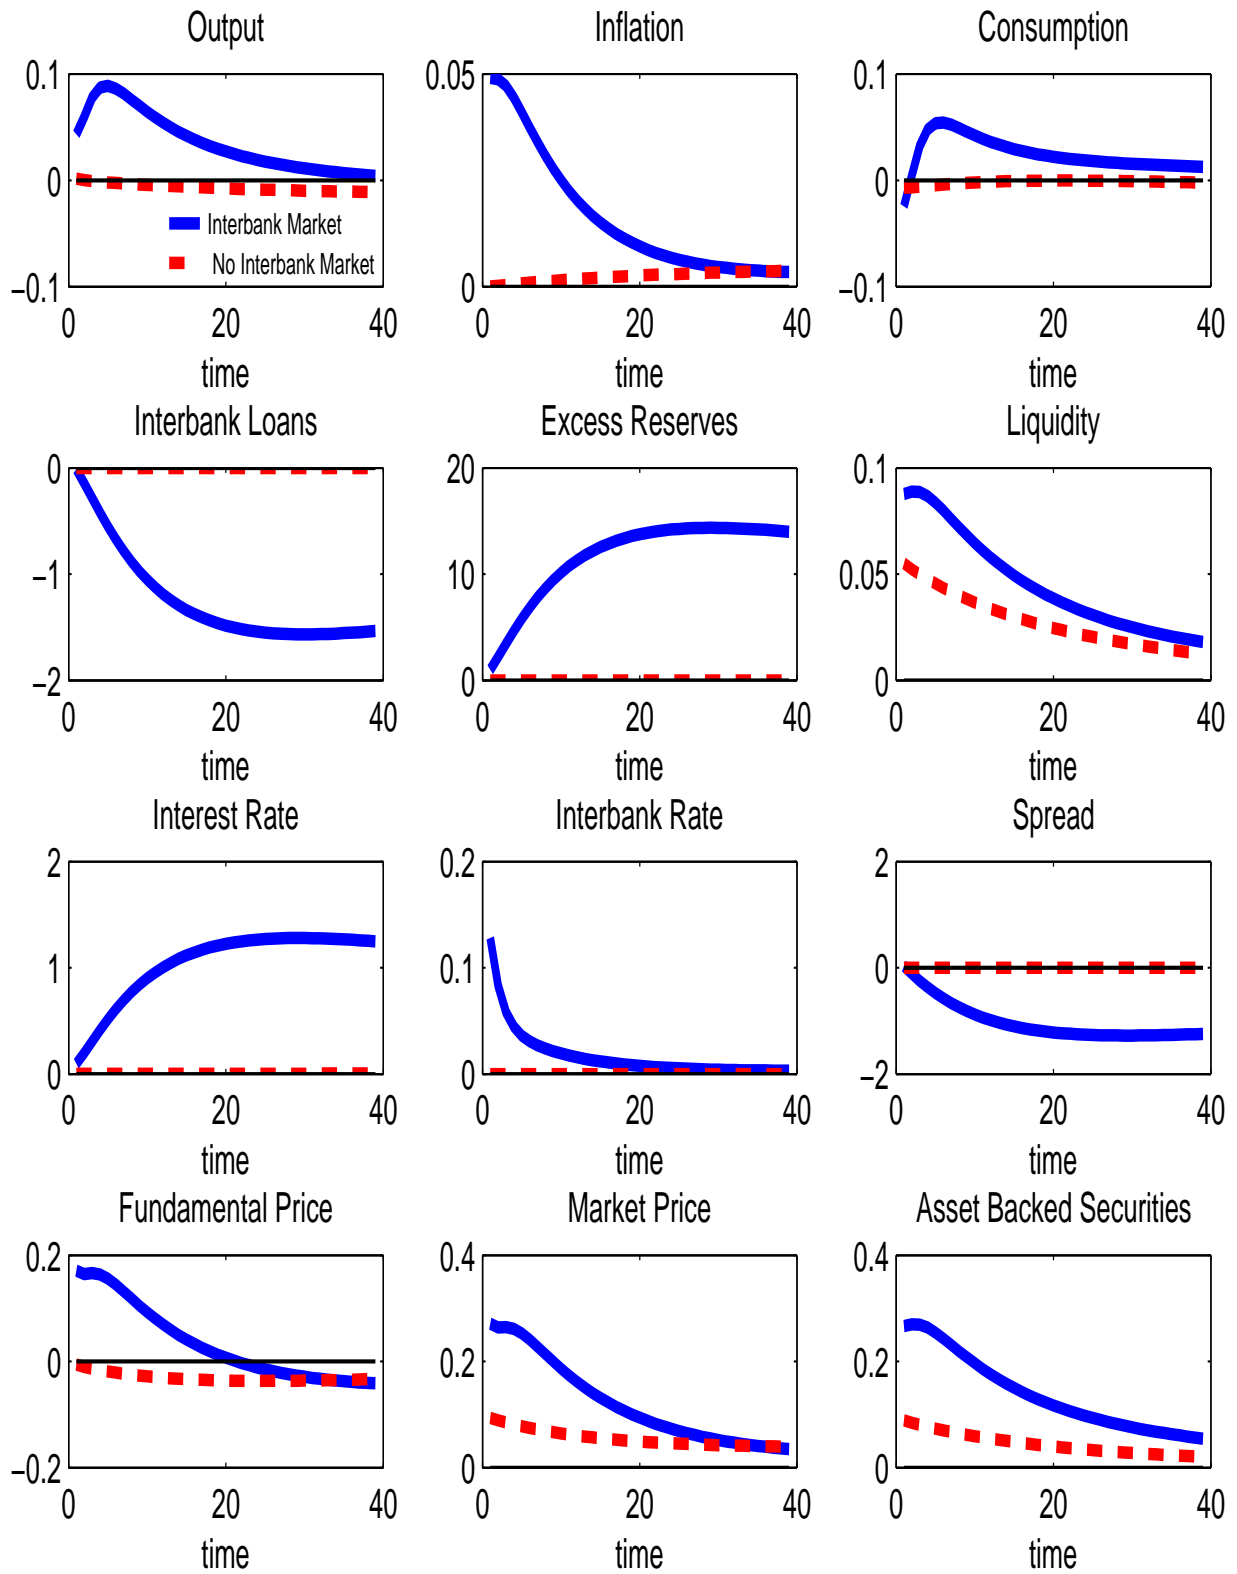 Output Inflation Consumption
0.1 0.05 0.1
0 0
Interbank Market
No Interbank Market
−0.1 0 −0.1
0 20 40 0 20 40 0 20 40
time time time
Interbank Loans Excess Reserves Liquidity
0 20 0.1
−1 10 0.05
−2 0 0
0 20 40 0 20 40 0 20 40
time time time
Interest Rate Interbank Rate Spread
2 0.2 2
1 0.1 0
0 0 −2
0 20 40 0 20 40 0 20 40
time time time
Fundamental Price Market Price Asset Backed Securities
0.2 0.4 0.4
0 0.2 0.2
−0.2 0 0
0 20 40 0 20 40 0 20 40
time time time